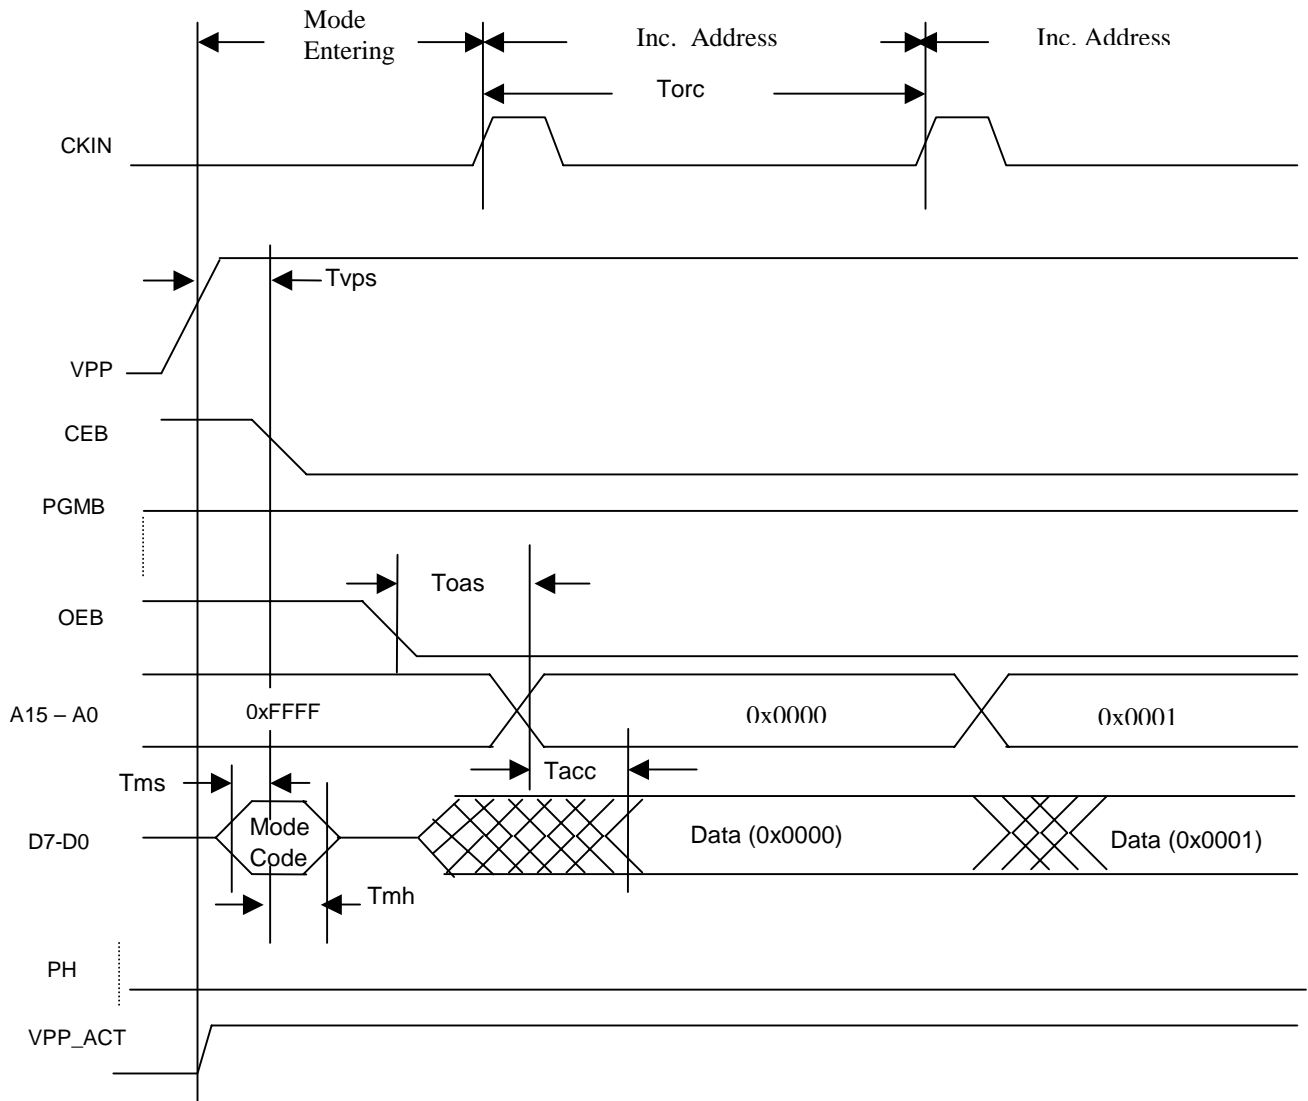 Mode
Entering
Inc. Address
Inc. Address
Torc
CKIN
Tvps
VPP
CEB
PGMB
Toas
OEB
A15 – A0
0xFFFF
0x0000
0x0001
Tms
Tacc
D7-D0
Mode
Code
Data (0x0000)
Data (0x0001)
Tmh
PH
VPP_ACT